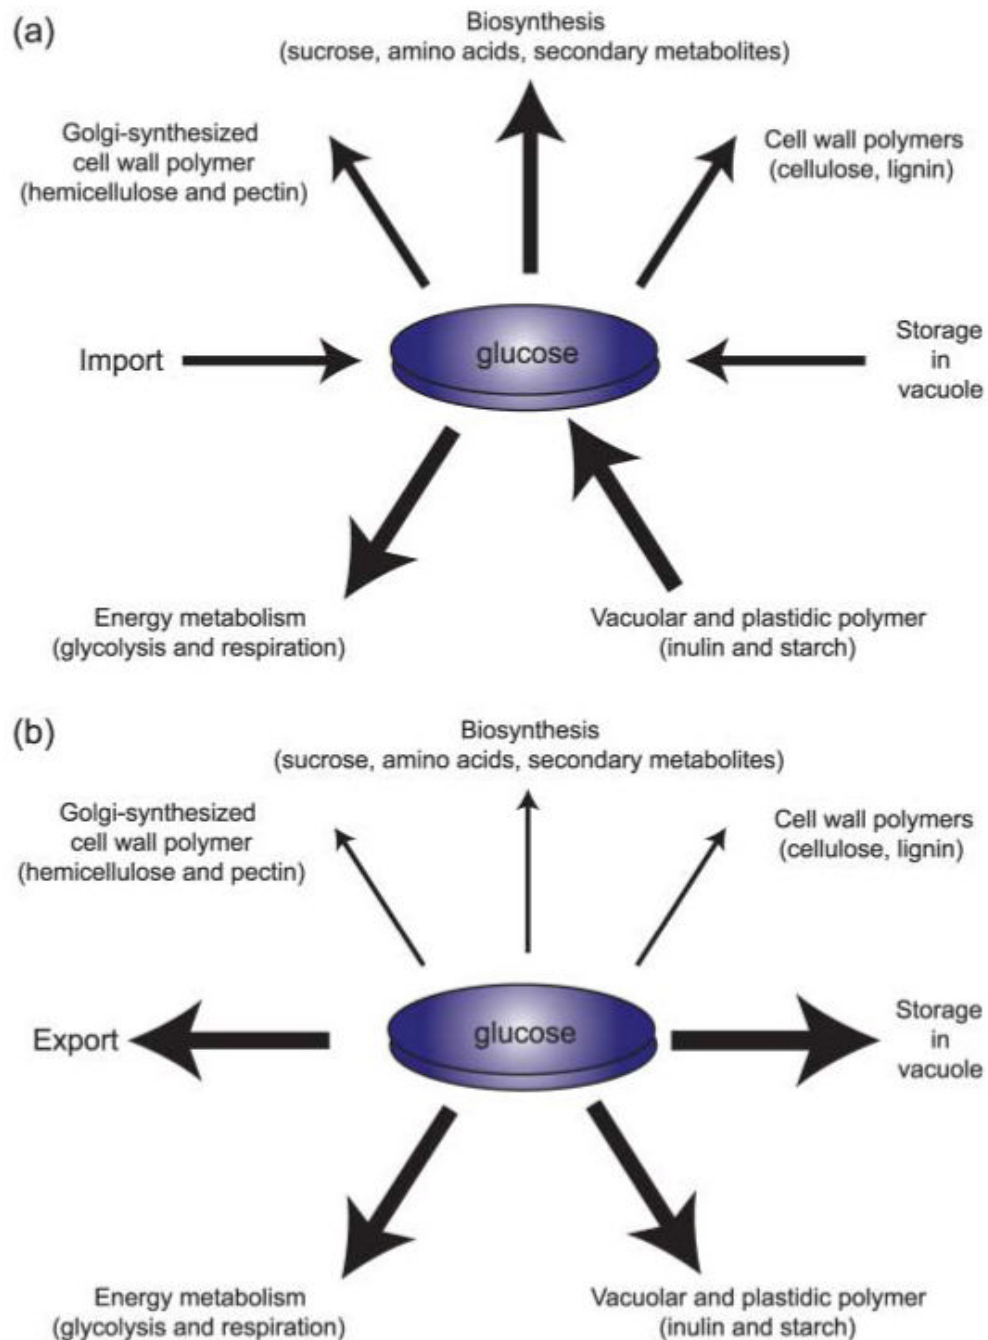 (a)
Biosynthesis
(sucrose, amino acids, secondary metabolites)
Golgi-synthesized
cell wall polymer
(hemicellulose and pectin)
Cell wall polymers
(cellulose, lignin)
Import
glucose
Storage
in
vacuole
Energy metabolism
(glycolysis and respiration)
Vacuolar and plastidic polymer
(inulin and starch)
(b)
Biosynthesis
(sucrose, amino acids, secondary metabolites)
Golgi-synthesized
cell wall polymer
(hemicellulose and pectin)
Cell wall polymers
(cellulose, lignin)
Export
glucose
Storage
in
vacuole
Energy metabolism
(glycolysis and respiration)
Vacuolar and plastidic polymer
(inulin and starch)